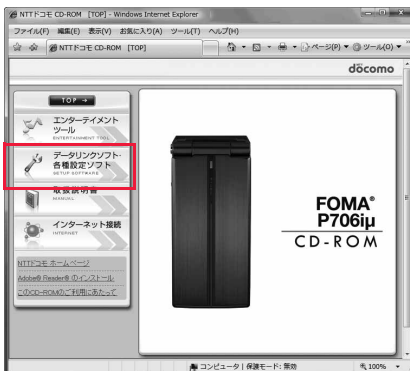 NTTドコモ CD-ROM [TOP] - Windows Internet Explorer
ファイル(F) 編集(E) 表示(V) お気に入り(A) ツール(T) ヘルプ(H)
NTTドコモ CD-ROM [TOP]
ページ(P)
ツール(O)
döcomo
TOP
エンターテイメント
ツール
ENTERTAINMENT TOOL
データリンクソフト・
各種設定ソフト
SETUP SOFTWARE
取扱説明書
MANUAL
インターネット接続
INTERNET
NTTドコモ ホームページ
Adobe® Reader® のインストール
このCD-ROMのご利用にあたって
FOMA®
P706iμ
CD-ROM
コンピュータ | 保護モード: 無効
100%